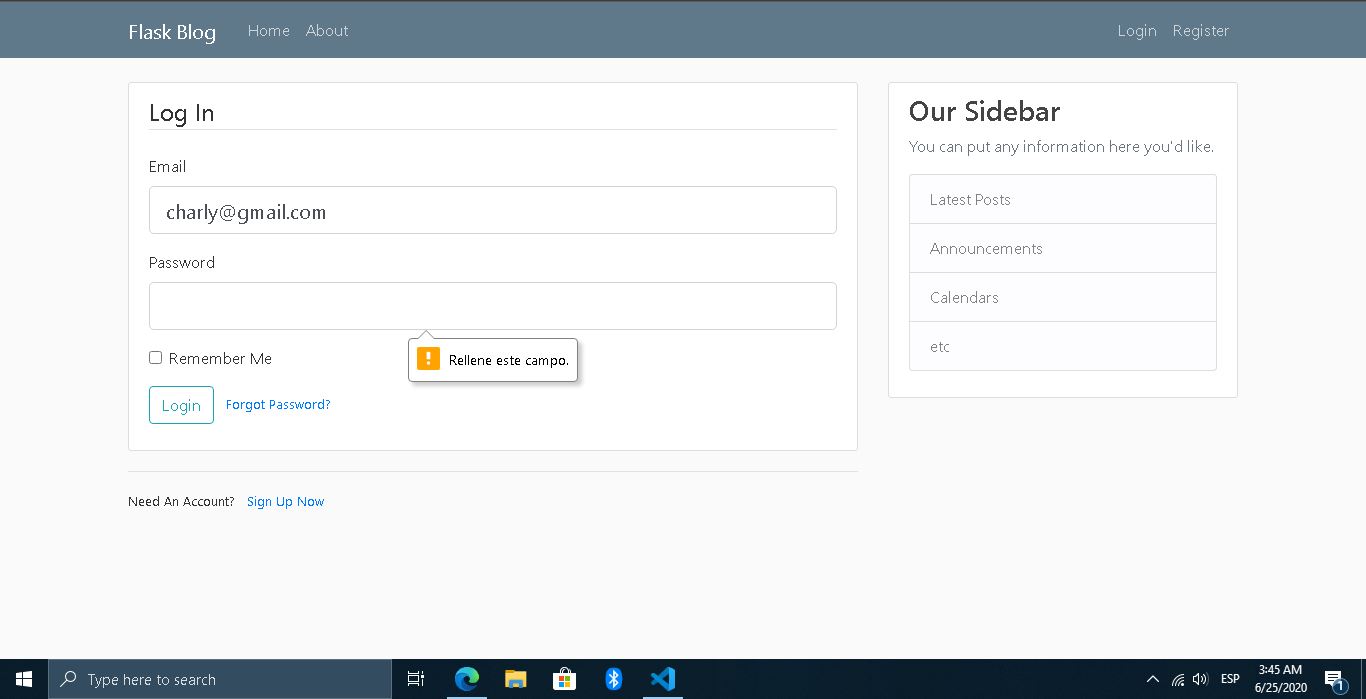 Flask Blog Home About Login Register
Log In
Email
charly@gmail.com
Password
Rellene este campo.
Remember Me
Login Forgot Password?
Need An Account? Sign Up Now
Our Sidebar
You can put any information here you'd like.
Latest Posts
Announcements
Calendars
etc
Type here to search
ESP
3:45 AM
6/25/2020
1